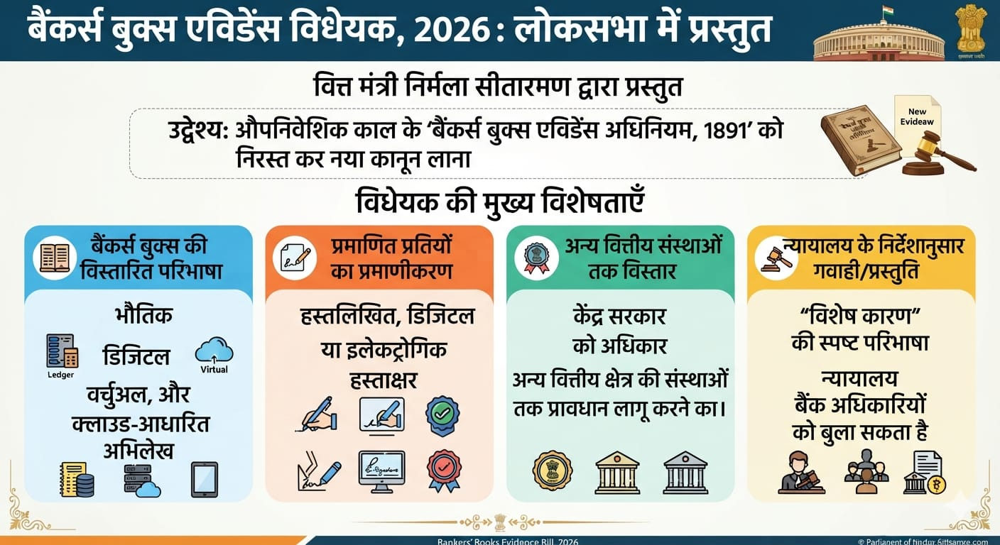 बैंकर्स बुक्स एविडेंस विधेयक, 2026 : लोकसभा में प्रस्तुत
वित्त मंत्री निर्मला सीतारमण द्वारा प्रस्तुत
उद्देश्य: औपनिवेशिक काल के ‘बैंकर्स बुक्स एविडेंस अधिनियम, 1891’ को
निरस्त कर नया कानून लाना
New
Evideaw
विधेयक की मुख्य विशेषताएँ
बैंकर्स बुक्स की
विस्तारित परिभाषा
भौतिक
Ledger
डिजिटल
Virtual
वर्चुअल, और
क्लाउड-आधारित
अभिलेख
प्रमाणित प्रतियों
का प्रमाणीकरण
हस्तलिखित, डिजिटल
या इलेकट्रोगिक
हस्ताक्षर
अन्य वित्तीय संस्थाओं
तक विस्तार
केंद्र सरकार
को अधिकार
अन्य वित्तीय क्षेत्र की संस्थाओं
तक प्रावधान लागू करने का।
न्यायालय के निर्देशानुसार
गवाही/प्रस्तुति
“विशेष कारण”
की स्पष्ट परिभाषा
न्यायालय
बैंक अधिकारियों
को बुला सकता है
Bankers’ Books Evidence Bill, 2026
© Parliament of